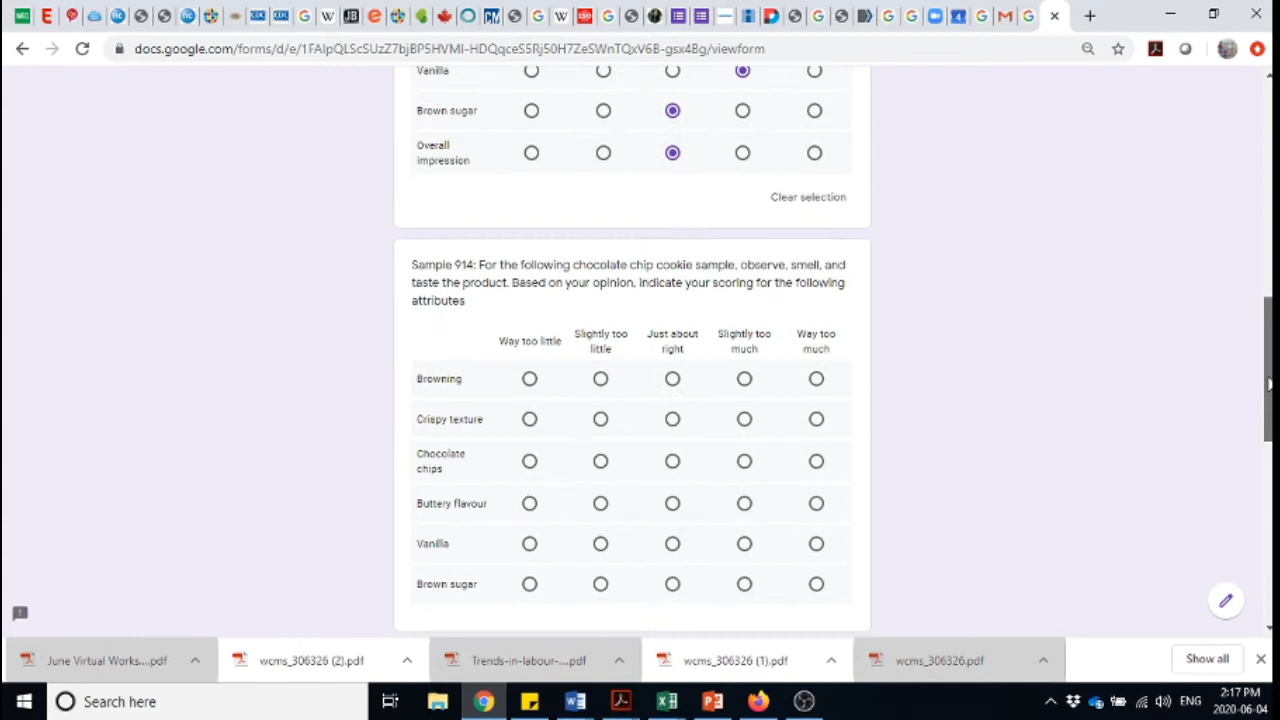 docs.google.com/forms/d/e/1FAIpQLScSUzZ7bjBP5HVMI-HDQqceS5Rj50H7ZeSWnTQxV6B-gsx4Bg/viewform
Vanilla
Brown sugar
Overall
impression
Clear selection
Sample 914: For the following chocolate chip cookie sample, observe, smell, and
taste the product. Based on your opinion, indicate your scoring for the following
attributes
Way too little
Slightly too
little
Just about
right
Slightly too
much
Way too
much
Browning
Crispy texture
Chocolate
chips
Buttery flavour
Vanilla
Brown sugar
June Virtual Works....pdf
wcms_306326 (2).pdf
Trends-in-labour-....pdf
wcms_306326 (1).pdf
wcms_306326.pdf
Show all
Search here
ENG
2:17 PM
2020-06-04